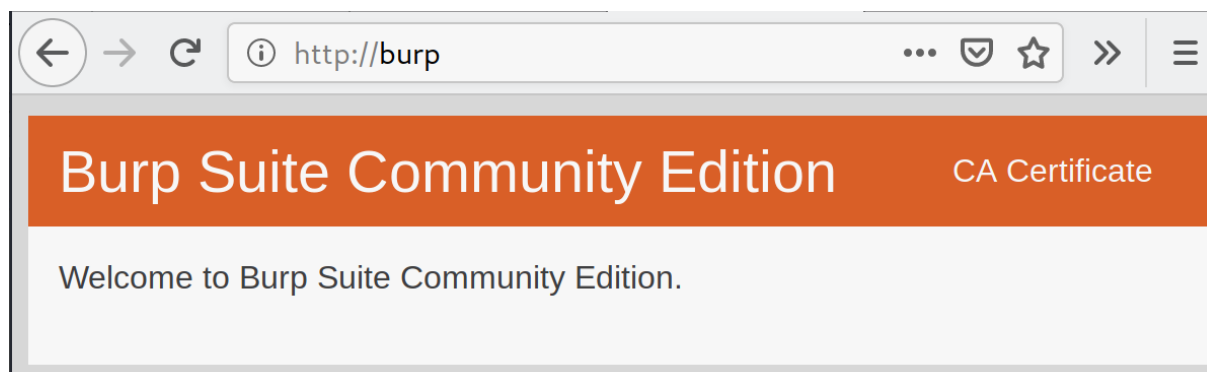 http://burp
Burp Suite Community Edition CA Certificate
Welcome to Burp Suite Community Edition.